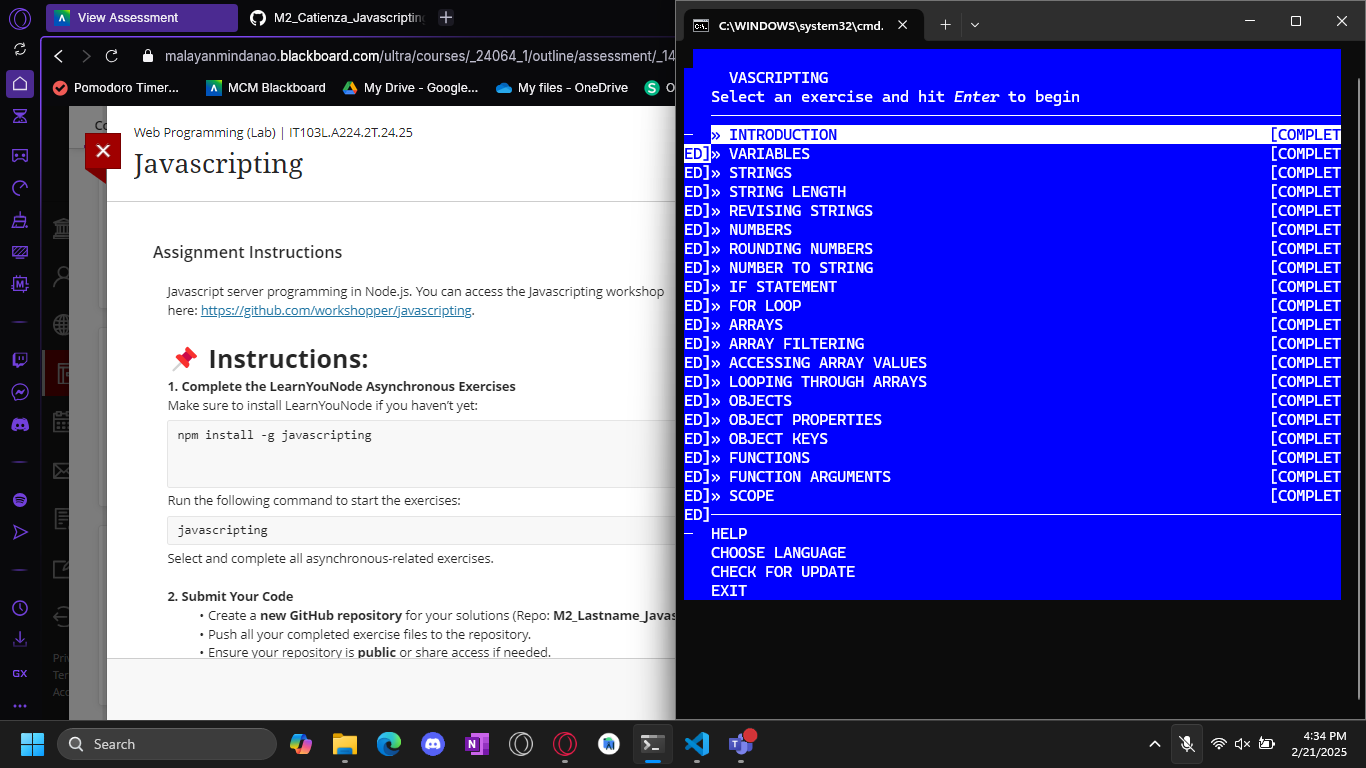 View Assessment
M2_Catienza_Javascripting
malayanmindanao.blackboard.com/ultra/courses/_24064_1/outline/assessment/_14
Pomodoro Timer...
MCM Blackboard
My Drive - Google...
My files - OneDrive
Web Programming (Lab) | IT103L.A224.2T.24.25
Javascripting
Assignment Instructions
Javascript server programming in Node.js. You can access the Javascripting workshop
here: https://github.com/workshopper/javascripting.
📌 Instructions:
1. Complete the LearnYouNode Asynchronous Exercises
Make sure to install LearnYouNode if you haven’t yet:
npm install -g javascripting
Run the following command to start the exercises:
javascripting
Select and complete all asynchronous-related exercises.
2. Submit Your Code
• Create a new GitHub repository for your solutions (Repo: M2_Lastname_Javas
• Push all your completed exercise files to the repository.
• Ensure your repository is public or share access if needed.
GX
C:\WINDOWS\system32\cmd.
VASCRIPTING
Select an exercise and hit Enter to begin
» INTRODUCTION [COMPLET
ED]» VARIABLES [COMPLET
ED]» STRINGS [COMPLET
ED]» STRING LENGTH [COMPLET
ED]» REVISING STRINGS [COMPLET
ED]» NUMBERS [COMPLET
ED]» ROUNDING NUMBERS [COMPLET
ED]» NUMBER TO STRING [COMPLET
ED]» IF STATEMENT [COMPLET
ED]» FOR LOOP [COMPLET
ED]» ARRAYS [COMPLET
ED]» ARRAY FILTERING [COMPLET
ED]» ACCESSING ARRAY VALUES [COMPLET
ED]» LOOPING THROUGH ARRAYS [COMPLET
ED]» OBJECTS [COMPLET
ED]» OBJECT PROPERTIES [COMPLET
ED]» OBJECT KEYS [COMPLET
ED]» FUNCTIONS [COMPLET
ED]» FUNCTION ARGUMENTS [COMPLET
ED]» SCOPE [COMPLET
ED]
HELP
CHOOSE LANGUAGE
CHECK FOR UPDATE
EXIT
Search
4:34 PM
2/21/2025